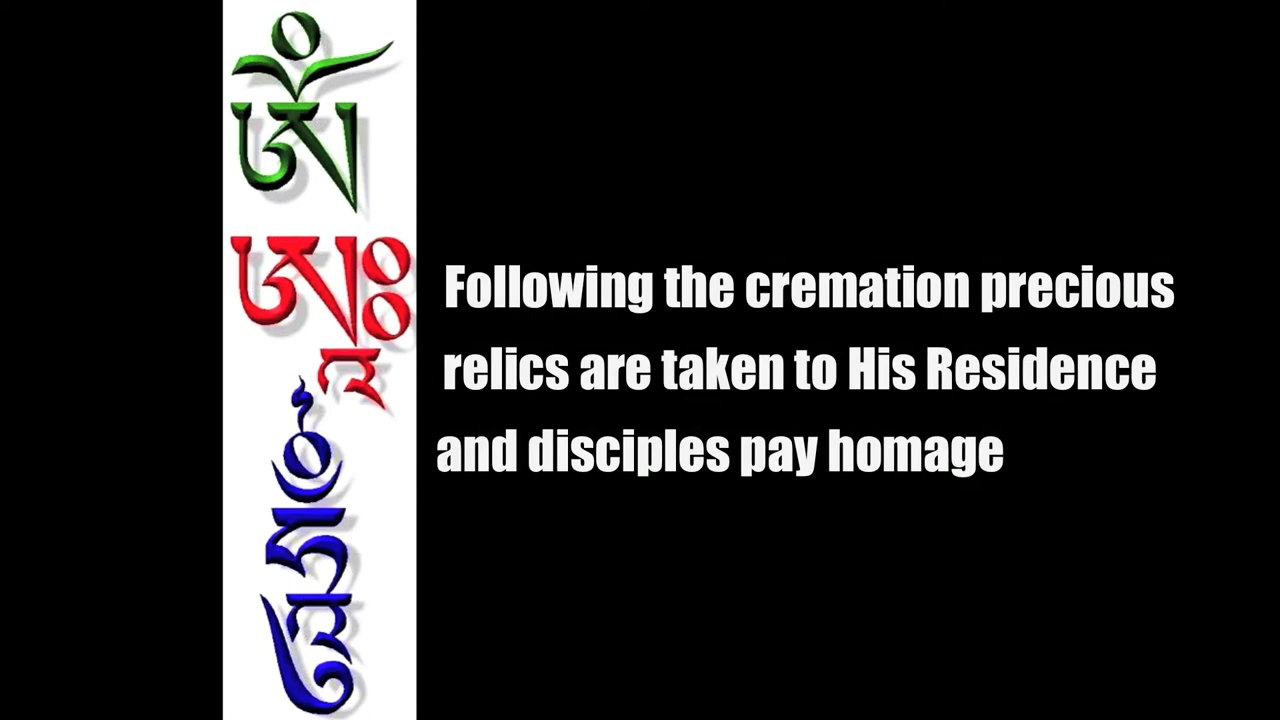 ༀ
ཨཱཿ
ཧཱུྃ
Following the cremation precious
relics are taken to His Residence
and disciples pay homage